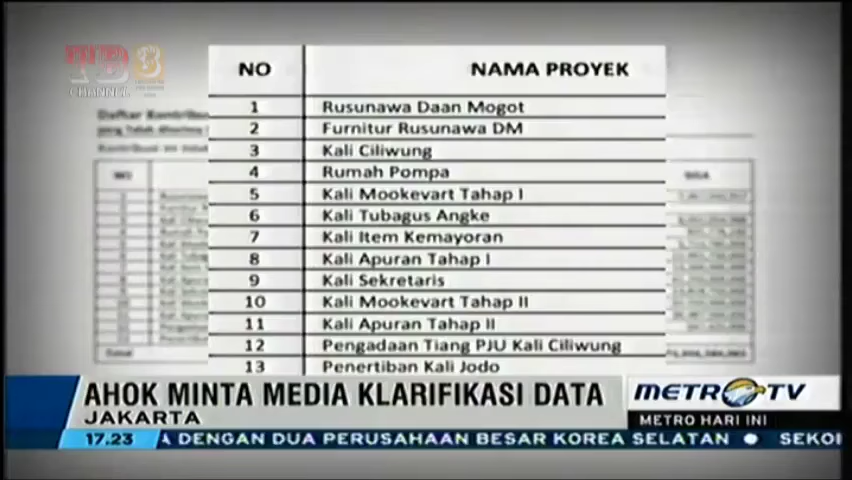 TB3
CHANNEL
NO NAMA PROYEK
1 Rusunawa Daan Mogot
2 Furnitur Rusunawa DM
3 Kali Ciliwung
4 Rumah Pompa
5 Kali Mookevart Tahap I
6 Kali Tubagus Angke
7 Kali Item Kemayoran
8 Kali Apuran Tahap I
9 Kali Sekretaris
10 Kali Mookevart Tahap II
11 Kali Apuran Tahap II
12 Pengadaan Tiang PJU Kali Ciliwung
13 Penertiban Kali Jodo
AHOK MINTA MEDIA KLARIFIKASI DATA
JAKARTA
METRO TV
METRO HARI INI
17.23 A DENGAN DUA PERUSAHAAN BESAR KOREA SELATAN ● SEKO